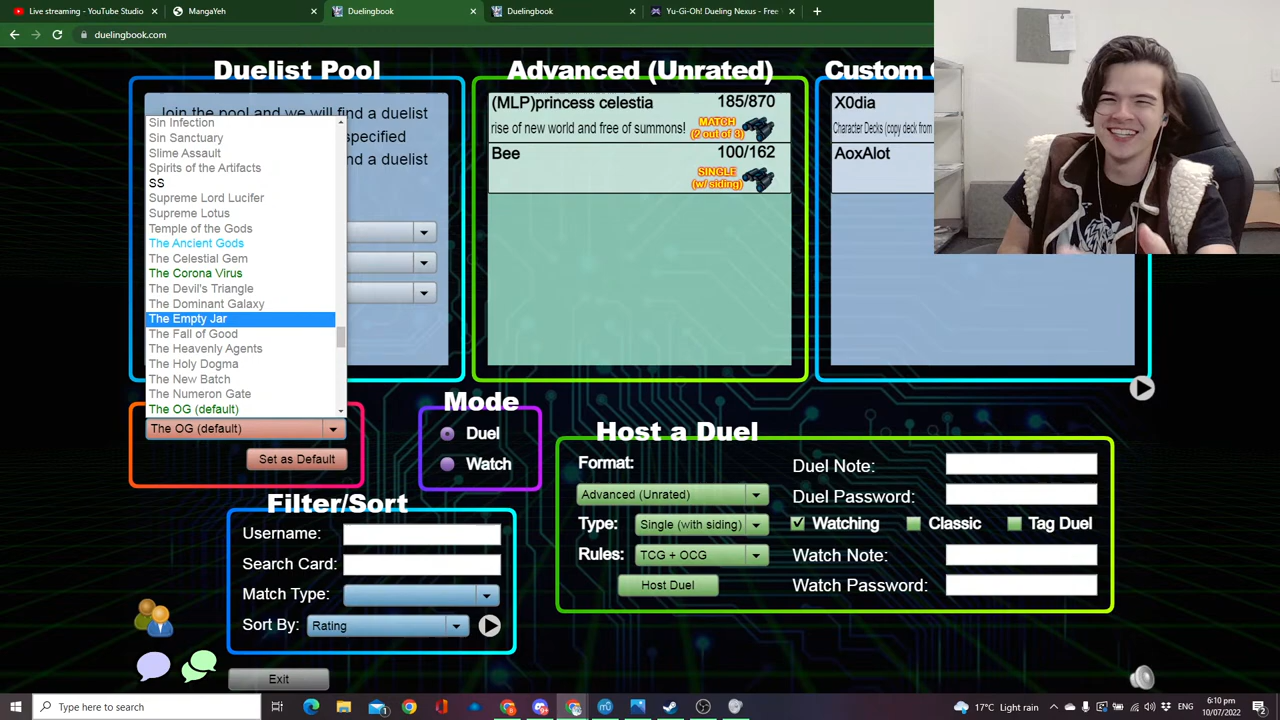 Live streaming - YouTube Studio
MangaYeh
Duelingbook
Duelingbook
Yu-Gi-Oh! Dueling Nexus - Free
duelingbook.com
Duelist Pool
Advanced (Unrated)
Custom
Join the pool and we will find a duelist
specified
nd a duelist
Sin Infection
Sin Sanctuary
Slime Assault
Spirits of the Artifacts
SS
Supreme Lord Lucifer
Supreme Lotus
Temple of the Gods
The Ancient Gods
The Celestial Gem
The Corona Virus
The Devil's Triangle
The Dominant Galaxy
The Empty Jar
The Fall of Good
The Heavenly Agents
The Holy Dogma
The New Batch
The Numeron Gate
The OG (default)
The OG (default)
Set as Default
(MLP)princess celestia 185/870
rise of new world and free of summons! MATCH
(2 out of 3)
Bee 100/162
SINGLE
(w/ siding)
X0dia
Character Decks (copy deck from
AoxAlot
Mode
Duel
Watch
Filter/Sort
Username:
Search Card:
Match Type:
Sort By: Rating
Exit
Host a Duel
Format:
Advanced (Unrated)
Type: Single (with siding)
Rules: TCG + OCG
Host Duel
Duel Note:
Duel Password:
Watching Classic Tag Duel
Watch Note:
Watch Password:
Type here to search
17°C Light rain
6:10 pm
10/07/2022